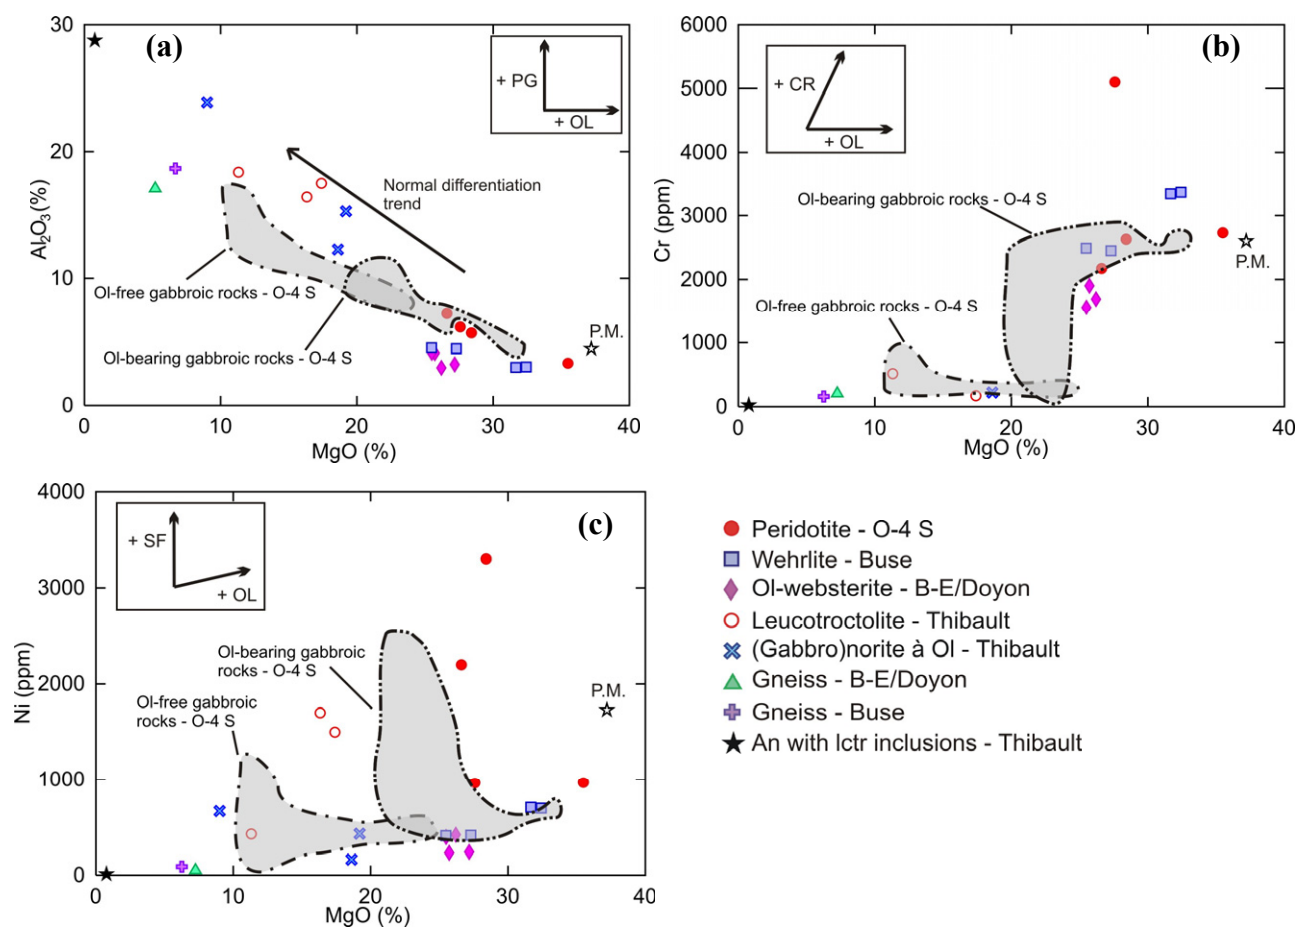 (a)
30
20
10
0
Al2O3(%)
+ PG
+ OL
Normal differentiation
trend
Ol-free gabbroic rocks - O-4 S
Ol-bearing gabbroic rocks - O-4 S
P.M.
0
10
20
30
40
MgO (%)
(b)
6000
5000
4000
3000
2000
1000
0
Cr (ppm)
+ CR
+ OL
Ol-bearing gabbroic rocks - O-4 S
Ol-free gabbroic rocks - O-4 S
P.M.
0
10
20
30
40
MgO (%)
(c)
4000
3000
2000
1000
0
Ni (ppm)
+ SF
+ OL
Ol-bearing gabbroic
rocks - O-4 S
Ol-free gabbroic
rocks - O-4 S
P.M.
0
10
20
30
40
MgO (%)
Peridotite - O-4 S
Wehrlite - Buse
Ol-websterite - B-E/Doyon
Leucotroctolite - Thibault
(Gabbro)norite à Ol - Thibault
Gneiss - B-E/Doyon
Gneiss - Buse
An with lctr inclusions - Thibault